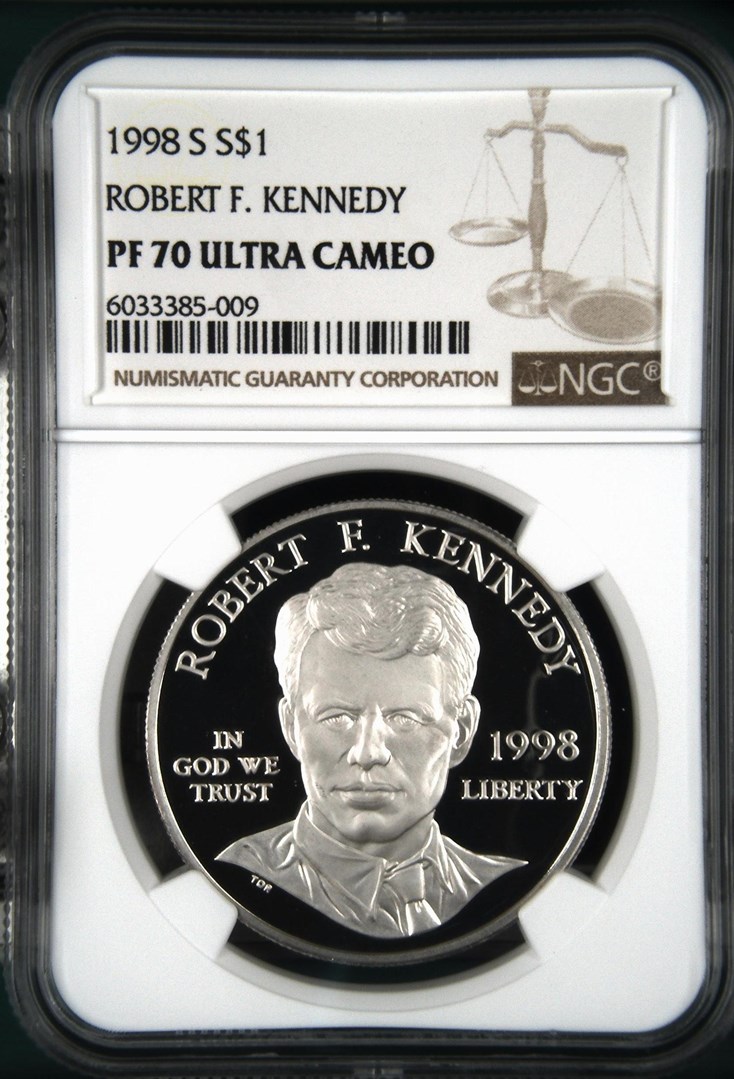 1998 S S$1
ROBERT F. KENNEDY
PF 70 ULTRA CAMEO
6033385-009
NUMISMATIC GUARANTY CORPORATION
NGC®
ROBERT F. KENNEDY
IN
GOD WE
TRUST
1998
LIBERTY
TDR